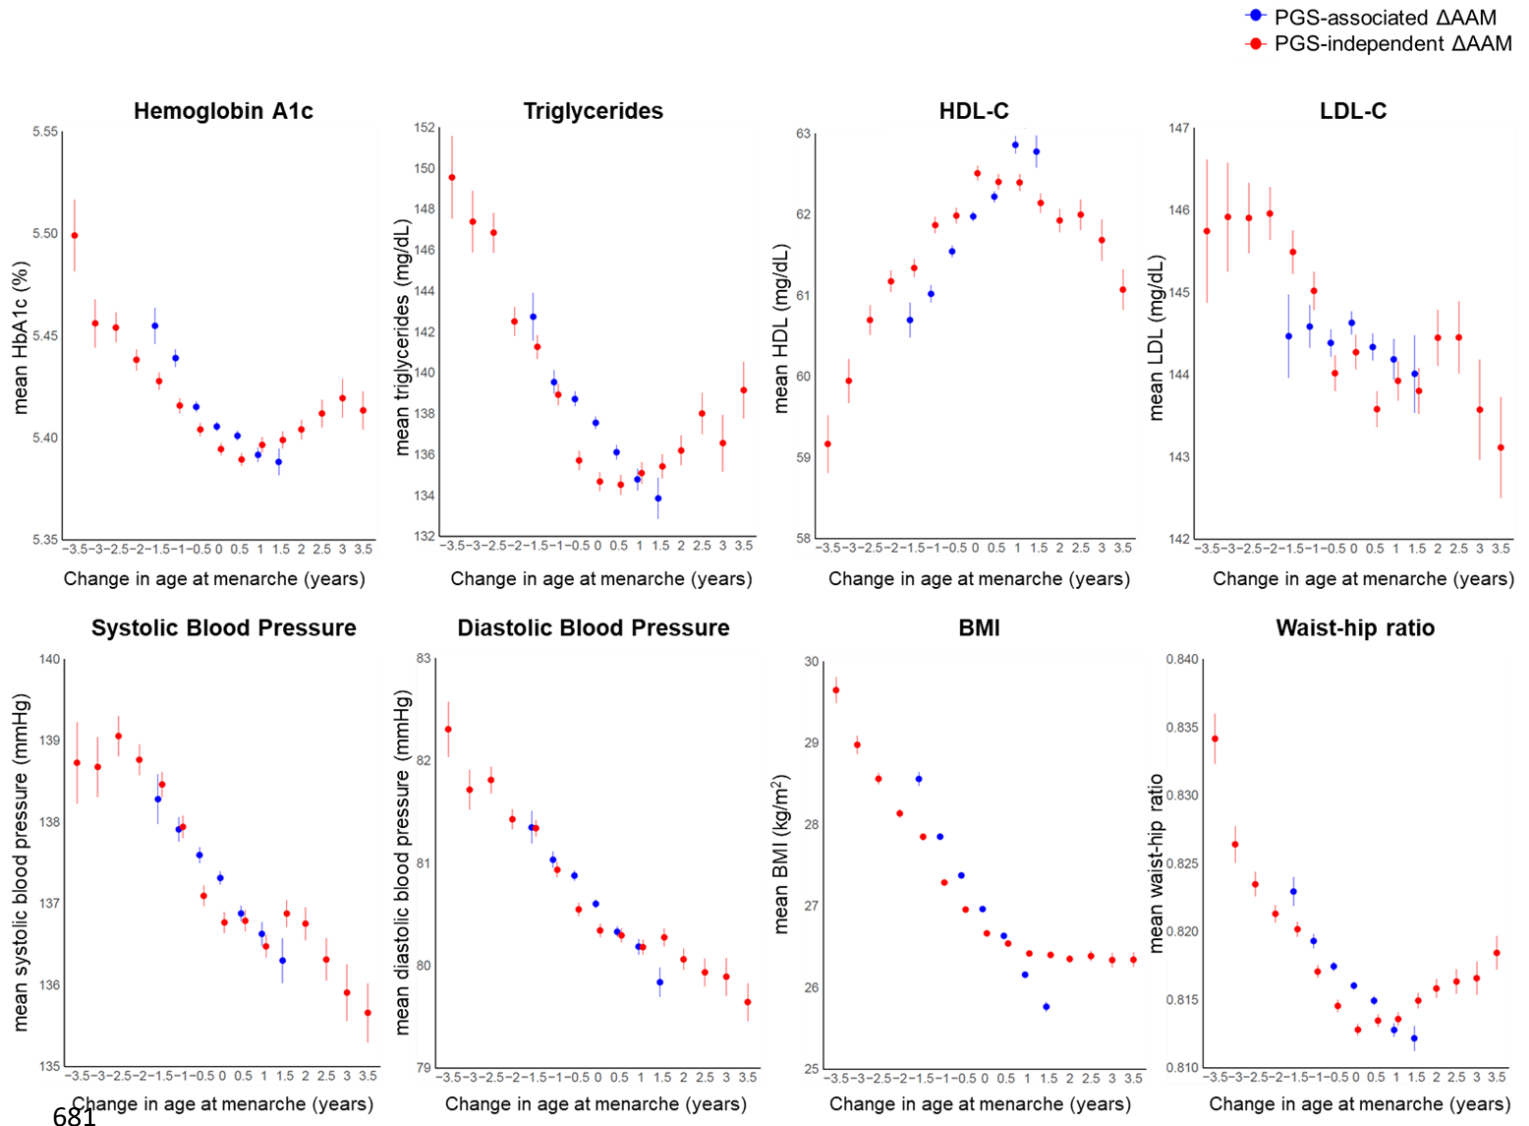 PGS-associated ΔAAM
PGS-independent ΔAAM
Hemoglobin A1c
mean HbA1c (%)
5.55
5.50
5.45
5.40
5.35
−3.5 −3 −2.5 −2 −1.5 −1 −0.5 0 0.5 1 1.5 2 2.5 3 3.5
Change in age at menarche (years)
Triglycerides
mean triglycerides (mg/dL)
152
150
148
146
144
142
140
138
136
134
132
−3.5 −3 −2.5 −2 −1.5 −1 −0.5 0 0.5 1 1.5 2 2.5 3 3.5
Change in age at menarche (years)
HDL-C
mean HDL (mg/dL)
63
62
61
60
59
58
−3.5 −3 −2.5 −2 −1.5 −1 −0.5 0 0.5 1 1.5 2 2.5 3 3.5
Change in age at menarche (years)
LDL-C
mean LDL (mg/dL)
147
146
145
144
143
142
−3.5 −3 −2.5 −2 −1.5 −1 −0.5 0 0.5 1 1.5 2 2.5 3 3.5
Change in age at menarche (years)
Systolic Blood Pressure
mean systolic blood pressure (mmHg)
140
139
138
137
136
135
−3.5 −3 −2.5 −2 −1.5 −1 −0.5 0 0.5 1 1.5 2 2.5 3 3.5
Change in age at menarche (years)
Diastolic Blood Pressure
mean diastolic blood pressure (mmHg)
83
82
81
80
79
−3.5 −3 −2.5 −2 −1.5 −1 −0.5 0 0.5 1 1.5 2 2.5 3 3.5
Change in age at menarche (years)
BMI
mean BMI (kg/m²)
30
29
28
27
26
25
−3.5 −3 −2.5 −2 −1.5 −1 −0.5 0 0.5 1 1.5 2 2.5 3 3.5
Change in age at menarche (years)
Waist-hip ratio
mean waist-hip ratio
0.840
0.835
0.830
0.825
0.820
0.815
0.810
−3.5 −3 −2.5 −2 −1.5 −1 −0.5 0 0.5 1 1.5 2 2.5 3 3.5
Change in age at menarche (years)
681